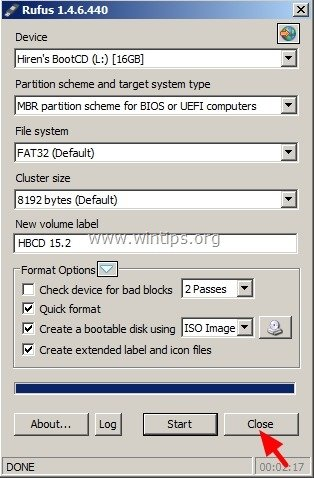 Rufus 1.4.6.440
Device
Hiren's BootCD (L:) [16GB]
Partition scheme and target system type
MBR partition scheme for BIOS or UEFI computers
File system
FAT32 (Default)
Cluster size
8192 bytes (Default)
New volume label
HBCD 15.2
www.wintips.org
Format Options
Check device for bad blocks 2 Passes
Quick format
Create a bootable disk using ISO Image
Create extended label and icon files
About... Log Start Close
DONE 00:02:17